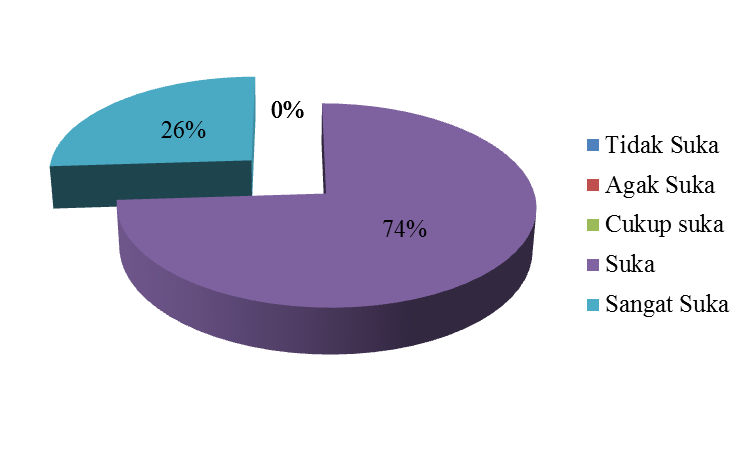 0%
26%
74%
Tidak Suka
Agak Suka
Cukup suka
Suka
Sangat Suka